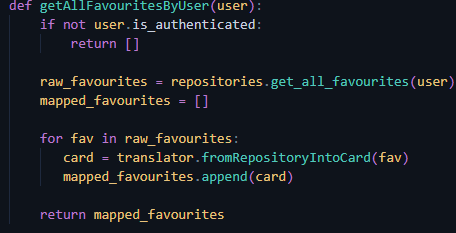 def getAllFavouritesByUser(user):
    if not user.is_authenticated:
        return []

    raw_favourites = repositories.get_all_favourites(user)
    mapped_favourites = []

    for fav in raw_favourites:
       card = translator.fromRepositoryIntoCard(fav)
       mapped_favourites.append(card)

    return mapped_favourites